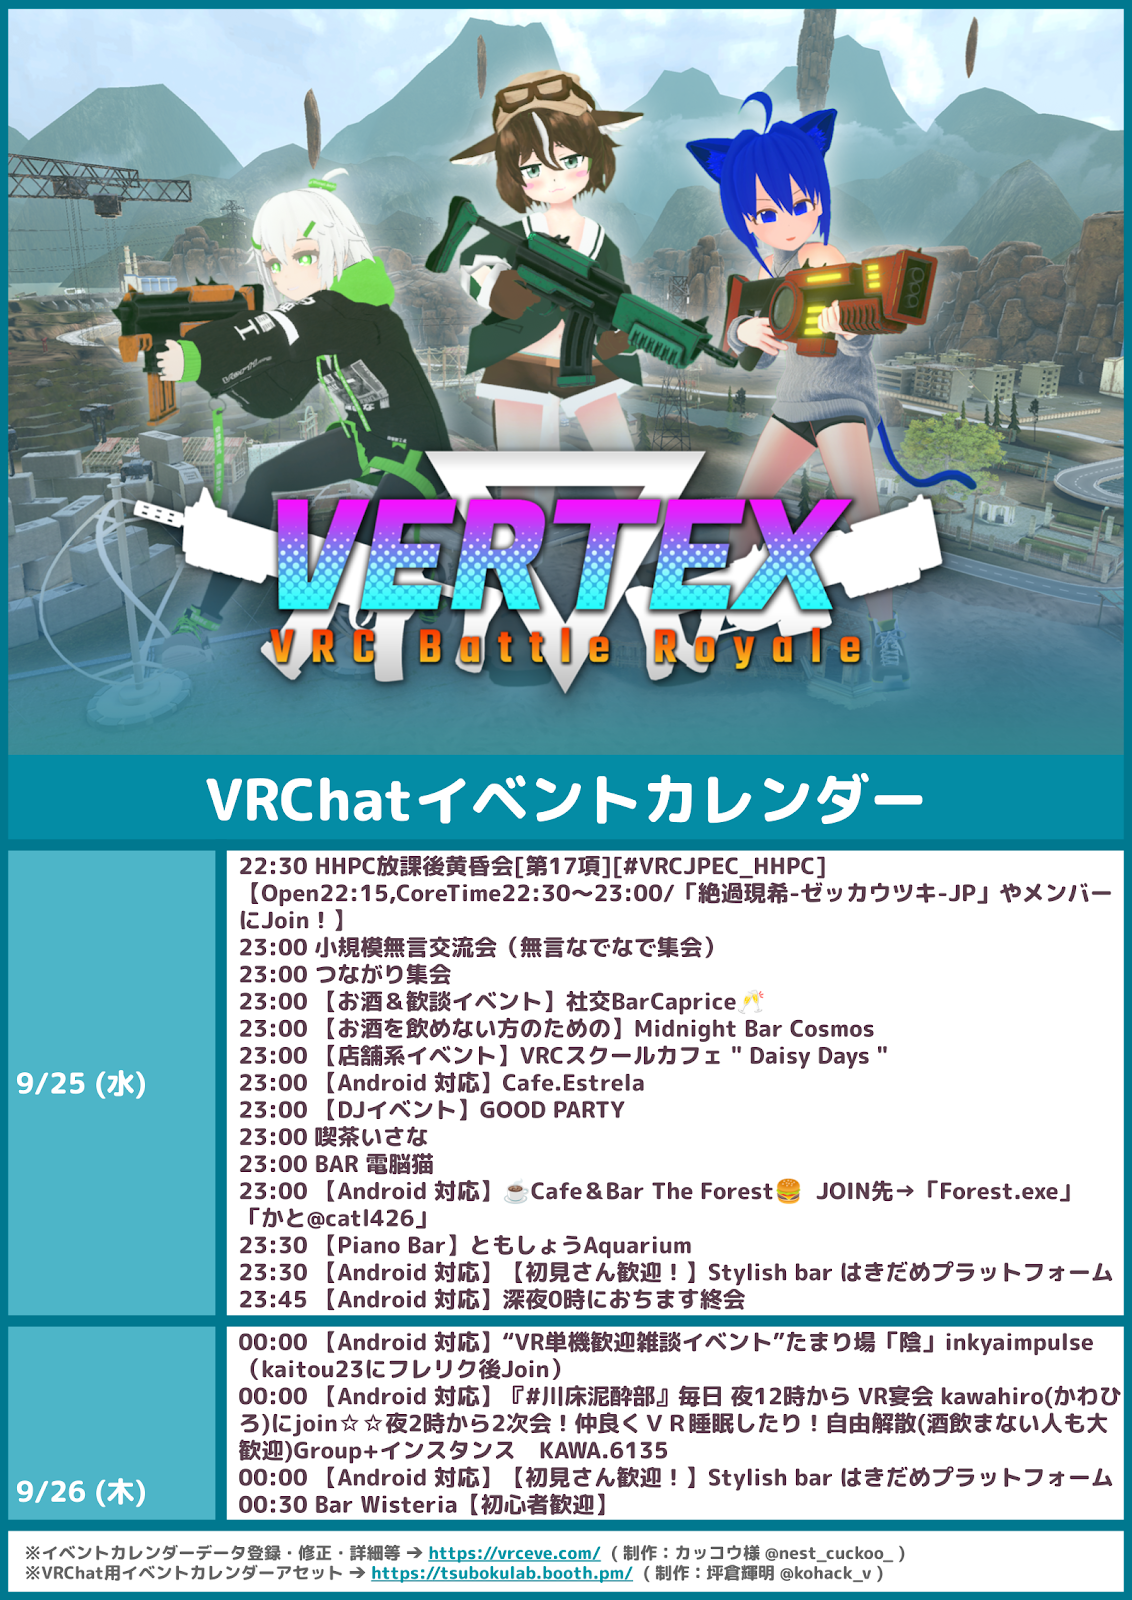 VERTEX
VRC Battle Royale
VRChatイベントカレンダー
9/25 (水)
22:30 HHPC放課後黄昏会[第17項][#VRCJPEC_HHPC]
【Open22:15,CoreTime22:30～23:00/「絶過現希-ゼッカウツキ-JP」やメンバー
にJoin！】
23:00 小規模無言交流会（無言なでなで集会）
23:00 つながり集会
23:00 【お酒＆歓談イベント】社交BarCaprice🥂
23:00 【お酒を飲めない方のための】Midnight Bar Cosmos
23:00 【店舗系イベント】VRCスクールカフェ " Daisy Days "
23:00 【Android 対応】Cafe.Estrela
23:00 【DJイベント】GOOD PARTY
23:00 喫茶いさな
23:00 BAR 電脳猫
23:00 【Android 対応】☕Cafe＆Bar The Forest🍔 JOIN先→「Forest.exe」
「かと@catl426」
23:30 【Piano Bar】ともしょうAquarium
23:30 【Android 対応】【初見さん歓迎！】Stylish bar はきだめプラットフォーム
23:45 【Android 対応】深夜0時におちます終会
9/26 (木)
00:00 【Android 対応】“VR単機歓迎雑談イベント”たまり場「陰」inkyaimpulse
（kaitou23にフレリク後Join）
00:00 【Android 対応】『#川床泥酔部』毎日 夜12時から VR宴会 kawahiro(かわひ
ろ)にjoin☆☆夜2時から2次会！仲良くＶＲ睡眠したり！自由解散(酒飲まない人も大
歓迎)Group+インスタンス　KAWA.6135
00:00 【Android 対応】【初見さん歓迎！】Stylish bar はきだめプラットフォーム
00:30 Bar Wisteria【初心者歓迎】
※イベントカレンダーデータ登録・修正・詳細等 → https://vrceve.com/ （制作：カッコウ様 @nest_cuckoo_ ）
※VRChat用イベントカレンダーアセット → https://tsubokulab.booth.pm/ （制作：坪倉輝明 @kohack_v ）